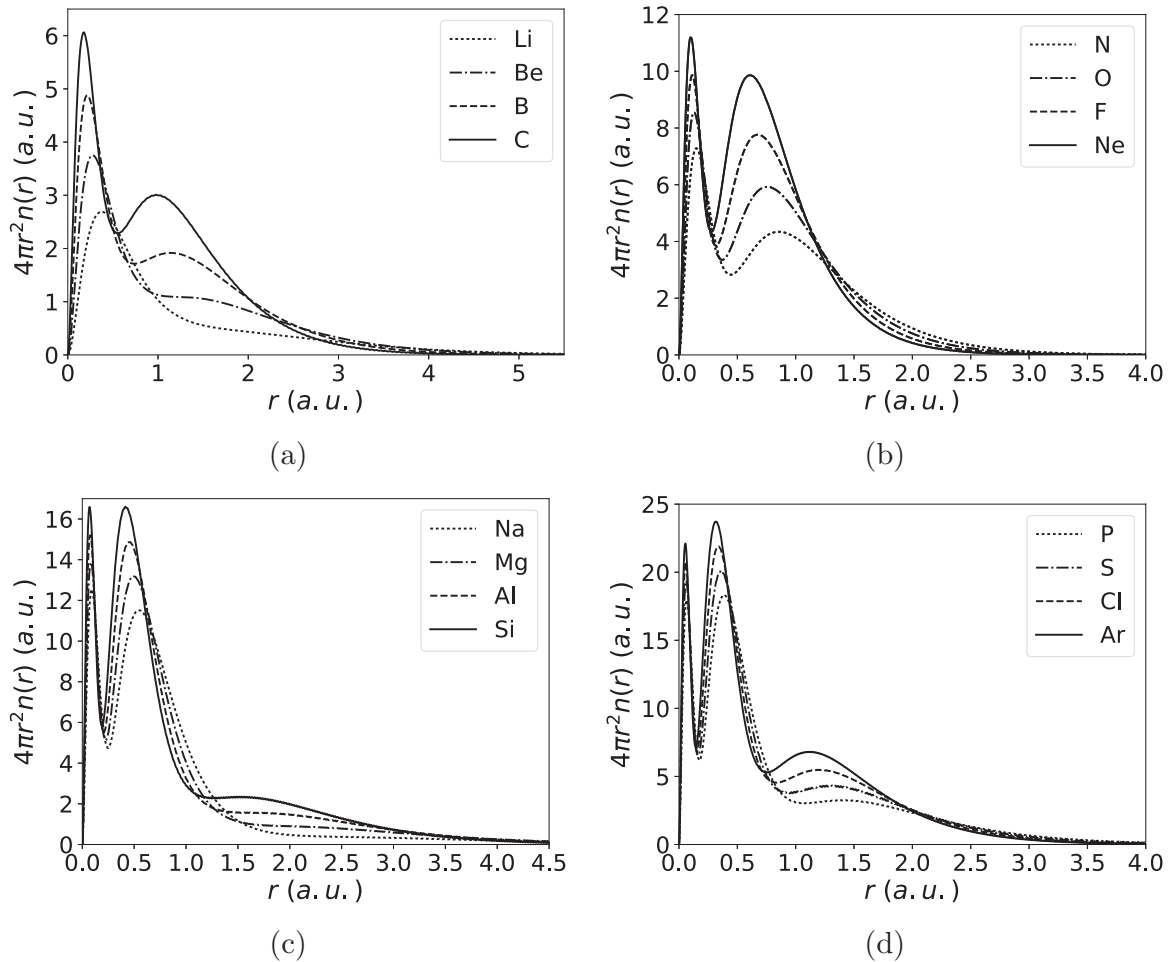 4πr²n(r) (a.u.)
6
5
4
3
2
1
0
0 1 2 3 4 5
r (a.u.)
Li
Be
B
C
(a)
4πr²n(r) (a.u.)
12
10
8
6
4
2
0
0.0 0.5 1.0 1.5 2.0 2.5 3.0 3.5 4.0
r (a.u.)
N
O
F
Ne
(b)
4πr²n(r) (a.u.)
16
14
12
10
8
6
4
2
0
0.0 0.5 1.0 1.5 2.0 2.5 3.0 3.5 4.0 4.5
r (a.u.)
Na
Mg
Al
Si
(c)
4πr²n(r) (a.u.)
25
20
15
10
5
0
0.0 0.5 1.0 1.5 2.0 2.5 3.0 3.5 4.0
r (a.u.)
P
S
Cl
Ar
(d)